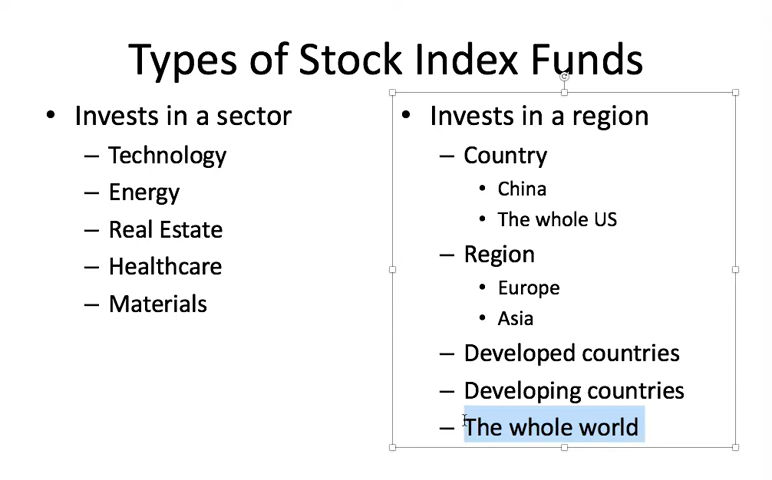 Types of Stock Index Funds
• Invests in a sector
– Technology
– Energy
– Real Estate
– Healthcare
– Materials
• Invests in a region
– Country
• China
• The whole US
– Region
• Europe
• Asia
– Developed countries
– Developing countries
– The whole world